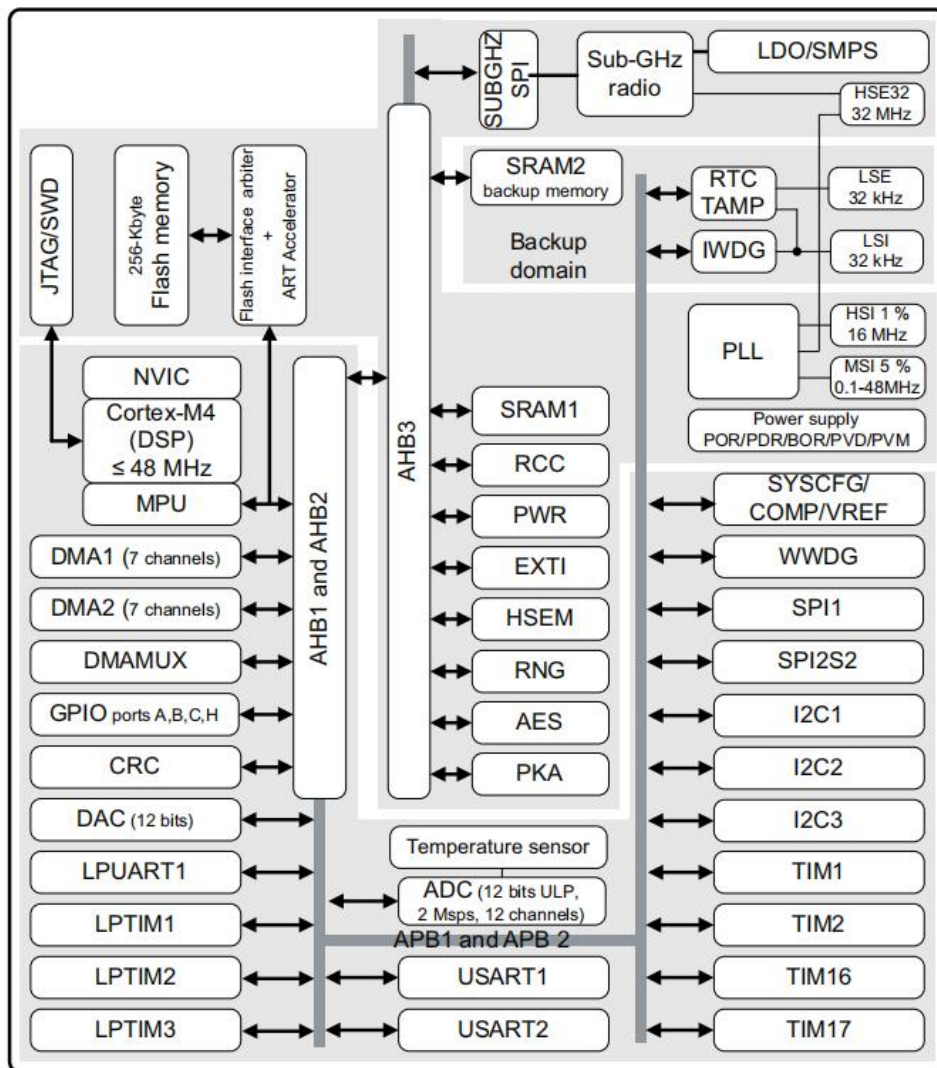 SUBGHZ
SPI
Sub-GHz
radio
LDO/SMPS
HSE32
32 MHz
JTAG/SWD
256-Kbyte
Flash memory
Flash interface arbiter
+
ART Accelerator
SRAM2
backup memory
Backup
domain
RTC
TAMP
LSE
32 kHz
IWDG
LSI
32 kHz
PLL
HSI 1 %
16 MHz
MSI 5 %
0.1-48MHz
Power supply
POR/PDR/BOR/PVD/PVM
NVIC
Cortex-M4
(DSP)
≤ 48 MHz
MPU
AHB1 and AHB2
AHB3
SRAM1
RCC
PWR
EXTI
HSEM
RNG
AES
PKA
DMA1 (7 channels)
DMA2 (7 channels)
DMAMUX
GPIO ports A,B,C,H
CRC
DAC (12 bits)
LPUART1
LPTIM1
LPTIM2
LPTIM3
Temperature sensor
ADC (12 bits ULP,
2 Msps, 12 channels)
APB1 and APB 2
USART1
USART2
SYSCFG/
COMP/VREF
WWDG
SPI1
SPI2S2
I2C1
I2C2
I2C3
TIM1
TIM2
TIM16
TIM17